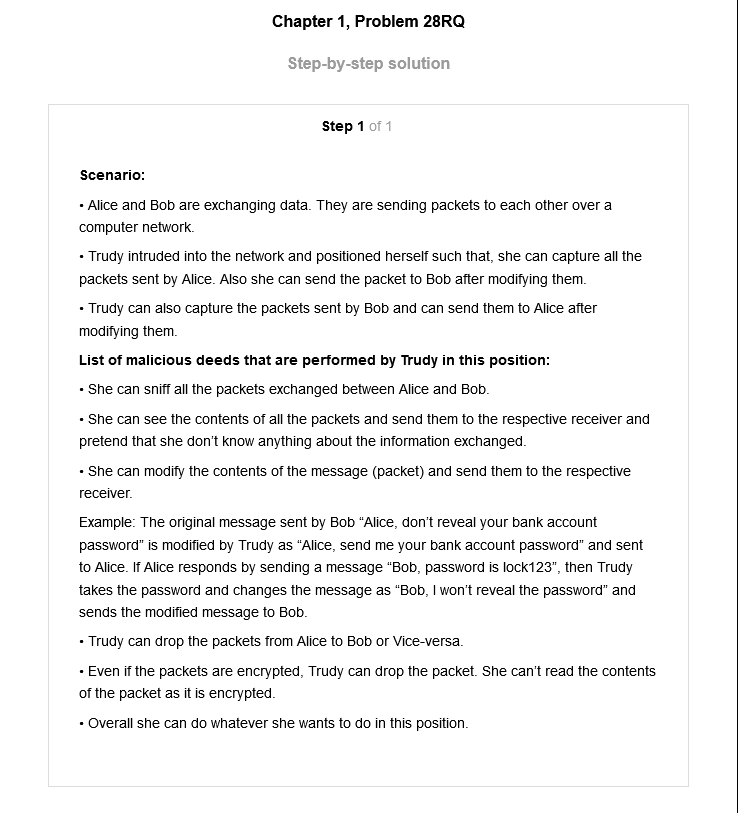 Chapter 1, Problem 28RQ
Step-by-step solution
Step 1 of 1
Scenario:
• Alice and Bob are exchanging data. They are sending packets to each other over a
computer network.
• Trudy intruded into the network and positioned herself such that, she can capture all the
packets sent by Alice. Also she can send the packet to Bob after modifying them.
• Trudy can also capture the packets sent by Bob and can send them to Alice after
modifying them.
List of malicious deeds that are performed by Trudy in this position:
• She can sniff all the packets exchanged between Alice and Bob.
• She can see the contents of all the packets and send them to the respective receiver and
pretend that she don’t know anything about the information exchanged.
• She can modify the contents of the message (packet) and send them to the respective
receiver.
Example: The original message sent by Bob “Alice, don’t reveal your bank account
password” is modified by Trudy as “Alice, send me your bank account password” and sent
to Alice. If Alice responds by sending a message “Bob, password is lock123”, then Trudy
takes the password and changes the message as “Bob, I won’t reveal the password” and
sends the modified message to Bob.
• Trudy can drop the packets from Alice to Bob or Vice-versa.
• Even if the packets are encrypted, Trudy can drop the packet. She can’t read the contents
of the packet as it is encrypted.
• Overall she can do whatever she wants to do in this position.